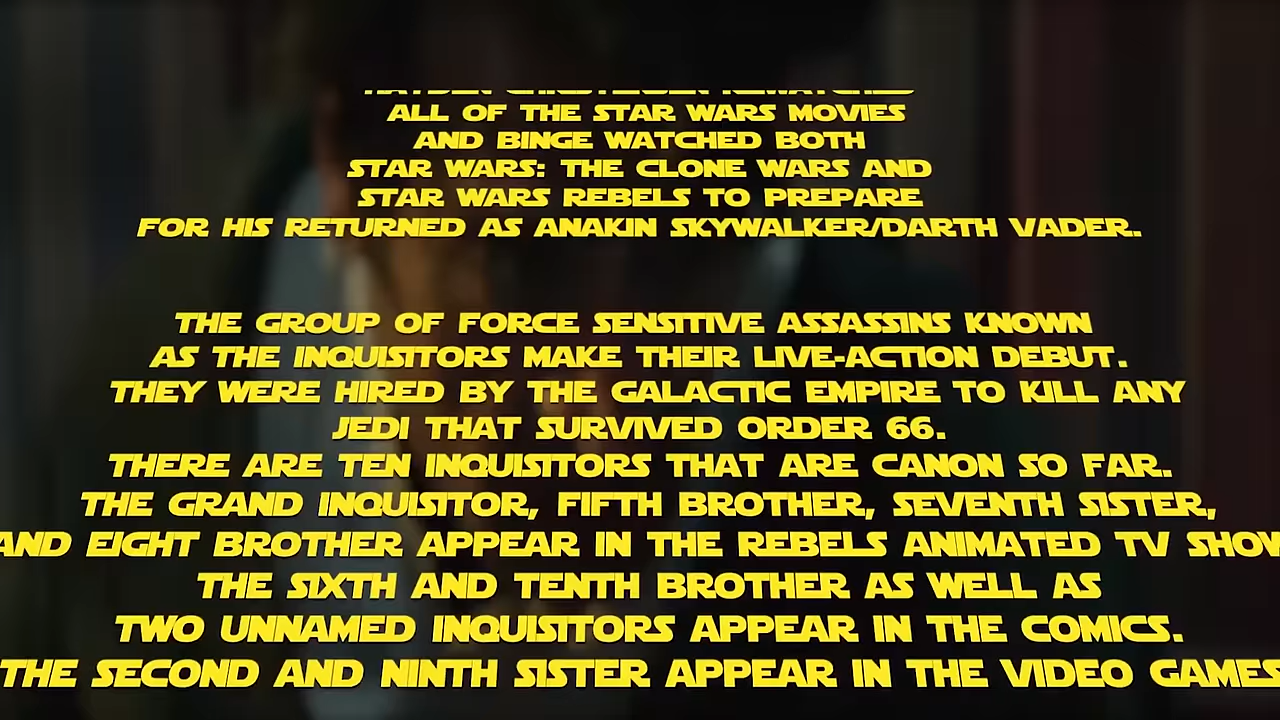 ALL OF THE STAR WARS MOVIES
AND BINGE WATCHED BOTH
STAR WARS: THE CLONE WARS AND
STAR WARS REBELS TO PREPARE
FOR HIS RETURNED AS ANAKIN SKYWALKER/DARTH VADER.
THE GROUP OF FORCE SENSITIVE ASSASSINS KNOWN
AS THE INQUISITORS MAKE THEIR LIVE-ACTION DEBUT.
THEY WERE HIRED BY THE GALACTIC EMPIRE TO KILL ANY
JEDI THAT SURVIVED ORDER 66.
THERE ARE TEN INQUISITORS THAT ARE CANON SO FAR.
THE GRAND INQUISITOR, FIFTH BROTHER, SEVENTH SISTER,
AND EIGHT BROTHER APPEAR IN THE REBELS ANIMATED TV SHOW
THE SIXTH AND TENTH BROTHER AS WELL AS
TWO UNNAMED INQUISITORS APPEAR IN THE COMICS.
THE SECOND AND NINTH SISTER APPEAR IN THE VIDEO GAMES